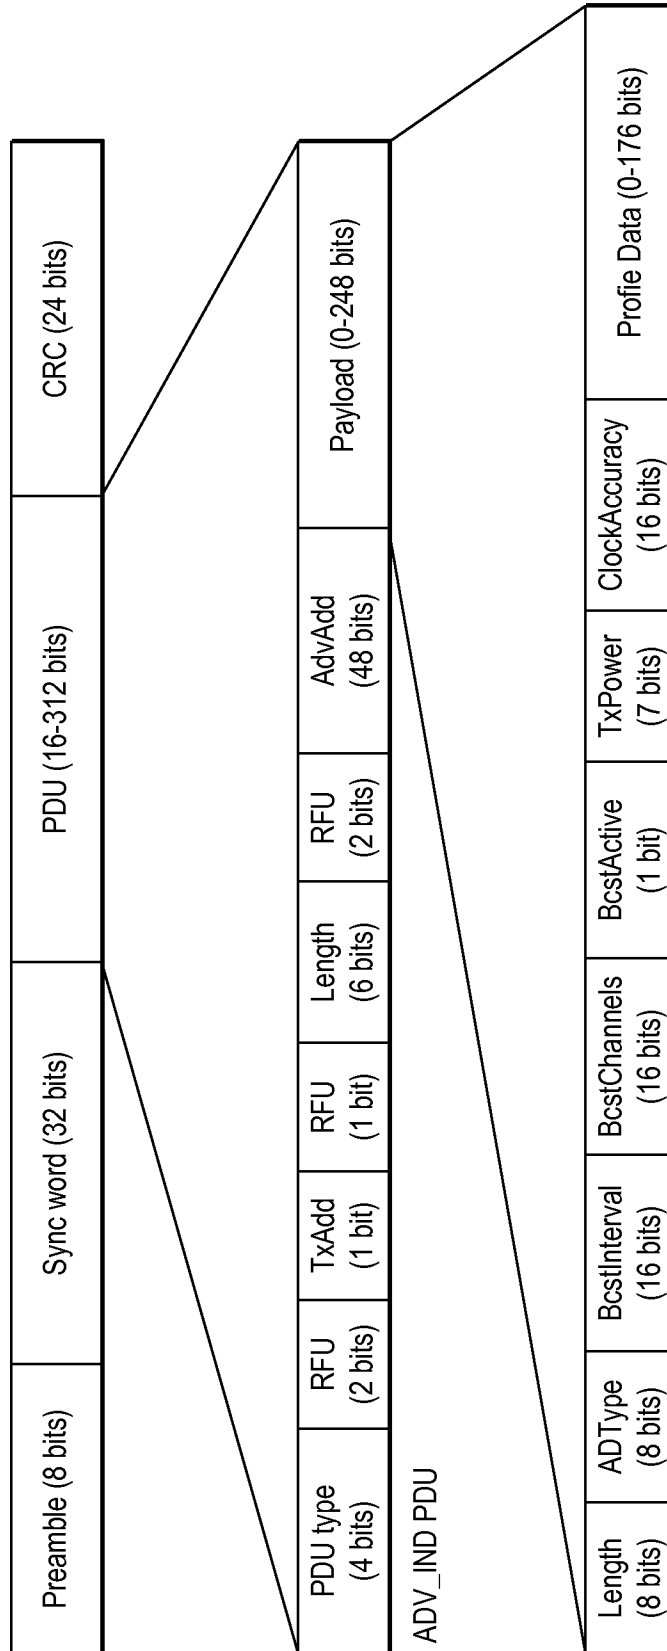 Preamble (8 bits)
Sync word (32 bits)
PDU (16-312 bits)
CRC (24 bits)
PDU type
(4 bits)
RFU
(2 bits)
TxAdd
(1 bit)
RFU
(1 bit)
Length
(6 bits)
RFU
(2 bits)
AdvAdd
(48 bits)
Payload (0-248 bits)
ADV_IND PDU
Length
(8 bits)
ADType
(8 bits)
BcstInterval
(16 bits)
BcstChannels
(16 bits)
BcstActive
(1 bit)
TxPower
(7 bits)
ClockAccuracy
(16 bits)
Profie Data (0-176 bits)